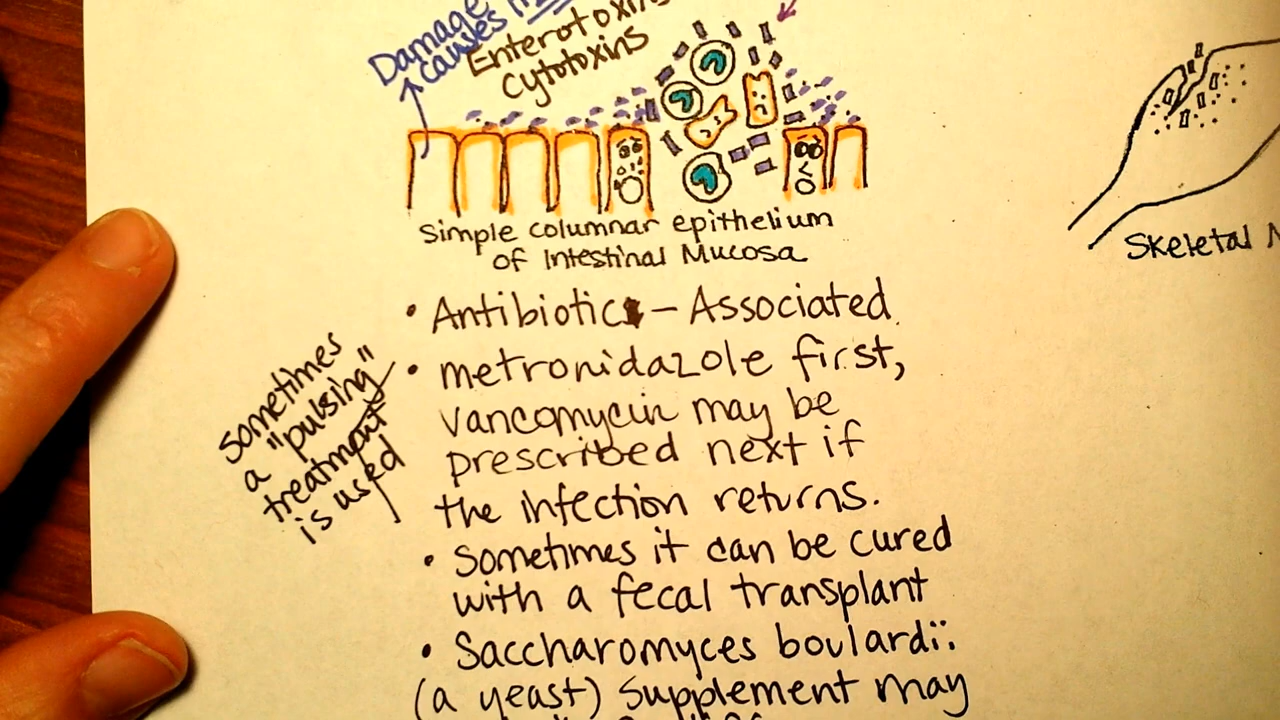 Damage
causes
Enterotoxins
cytotoxins
Simple columnar epithelium
of Intestinal Mucosa
• Antibiotic - Associated
• metronidazole first,
vancomycin may be
prescribed next if
the infection returns.
sometimes
a "pulsing"
treatment
is used
• Sometimes it can be cured
with a fecal transplant
• Saccharomyces boulardii
(a yeast) supplement may
Skeletal